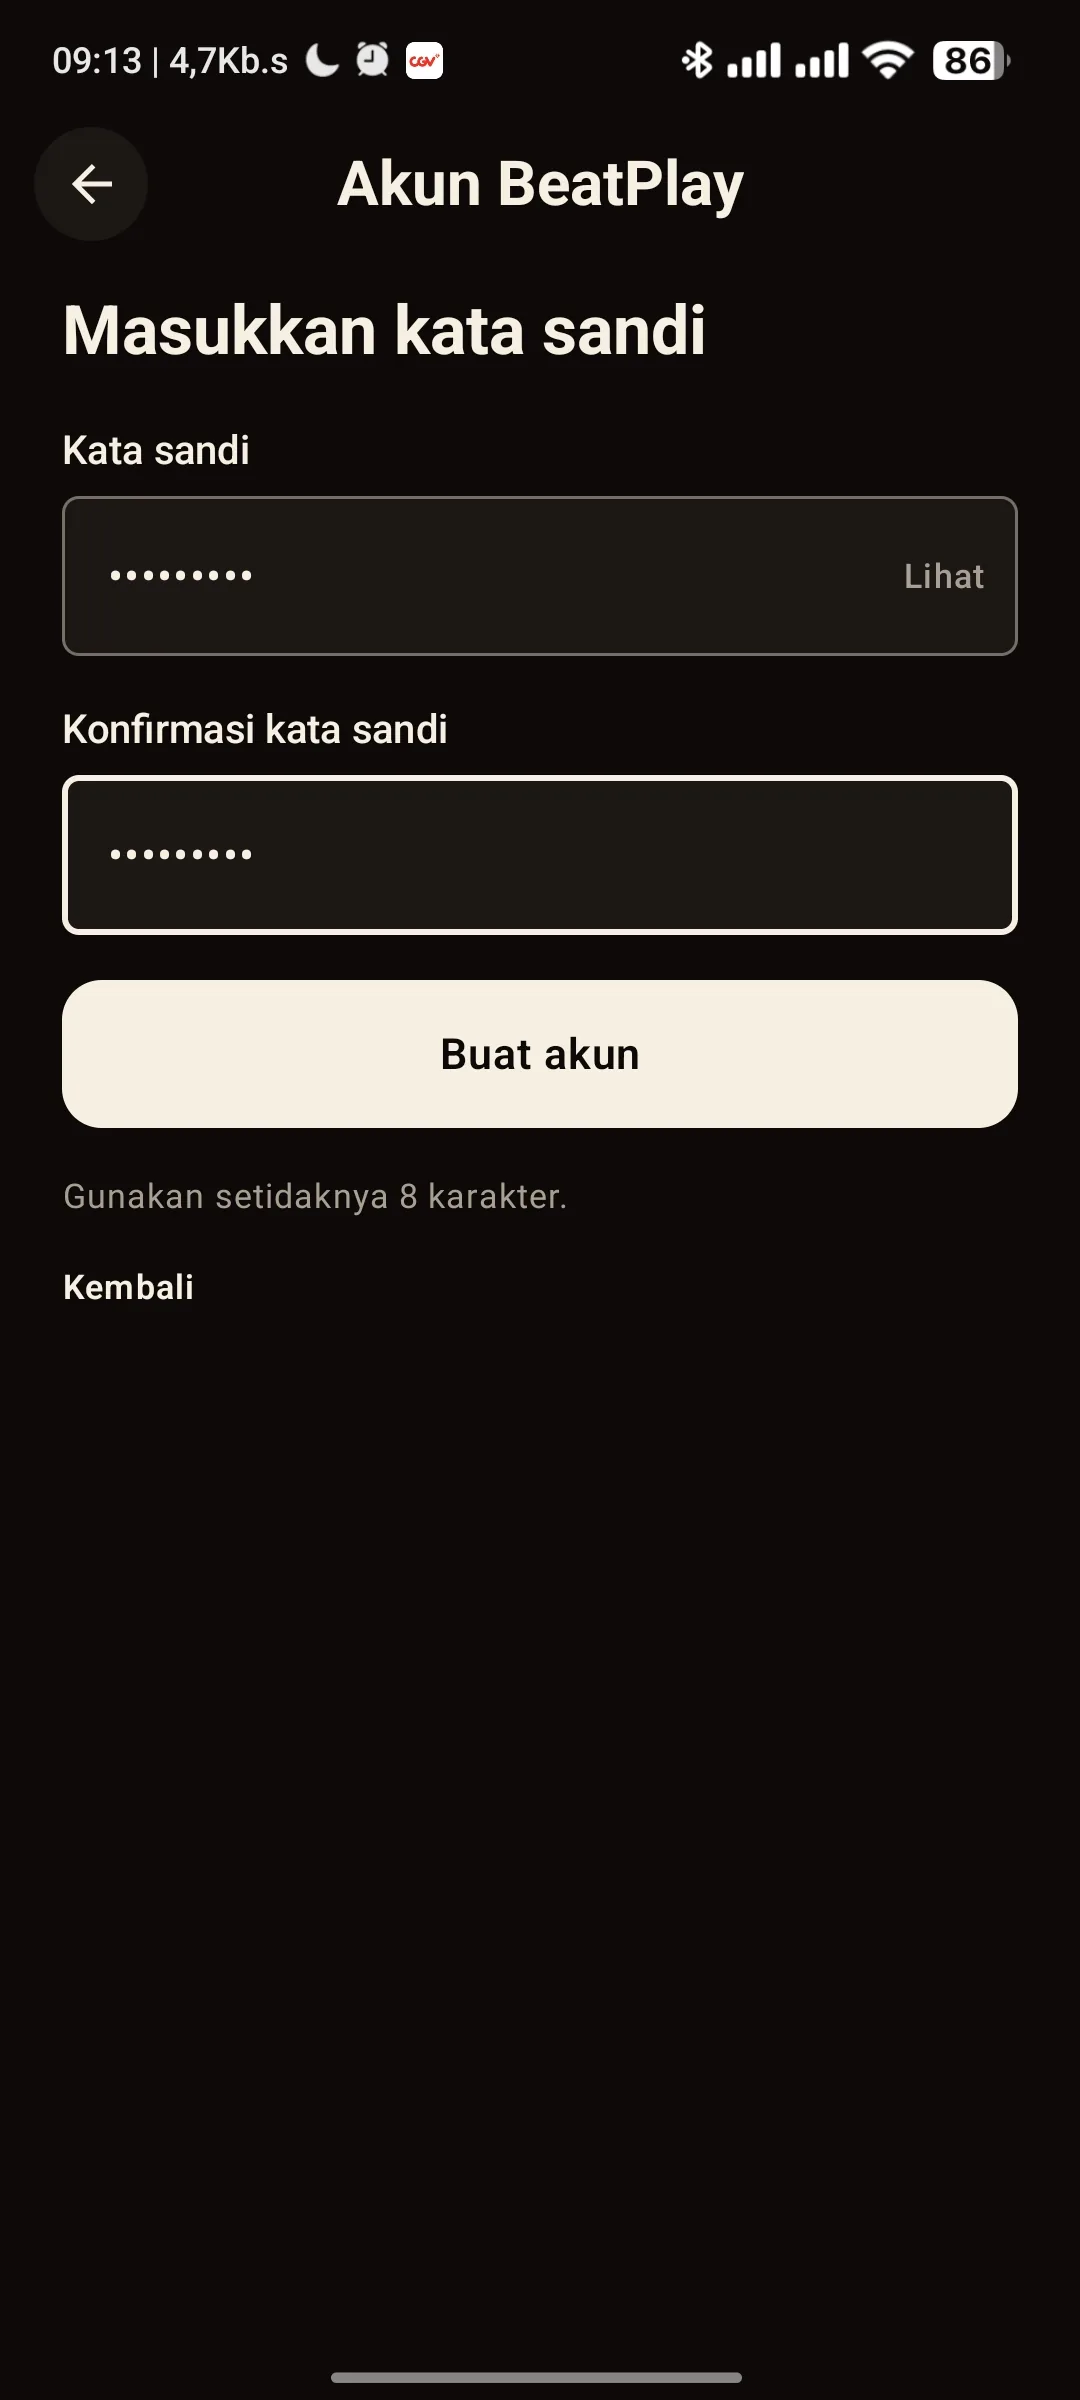 09:13 | 4,7Kb.s CGV 86
Akun BeatPlay
Masukkan kata sandi
Kata sandi
••••••••• Lihat
Konfirmasi kata sandi
•••••••••
Buat akun
Gunakan setidaknya 8 karakter.
Kembali